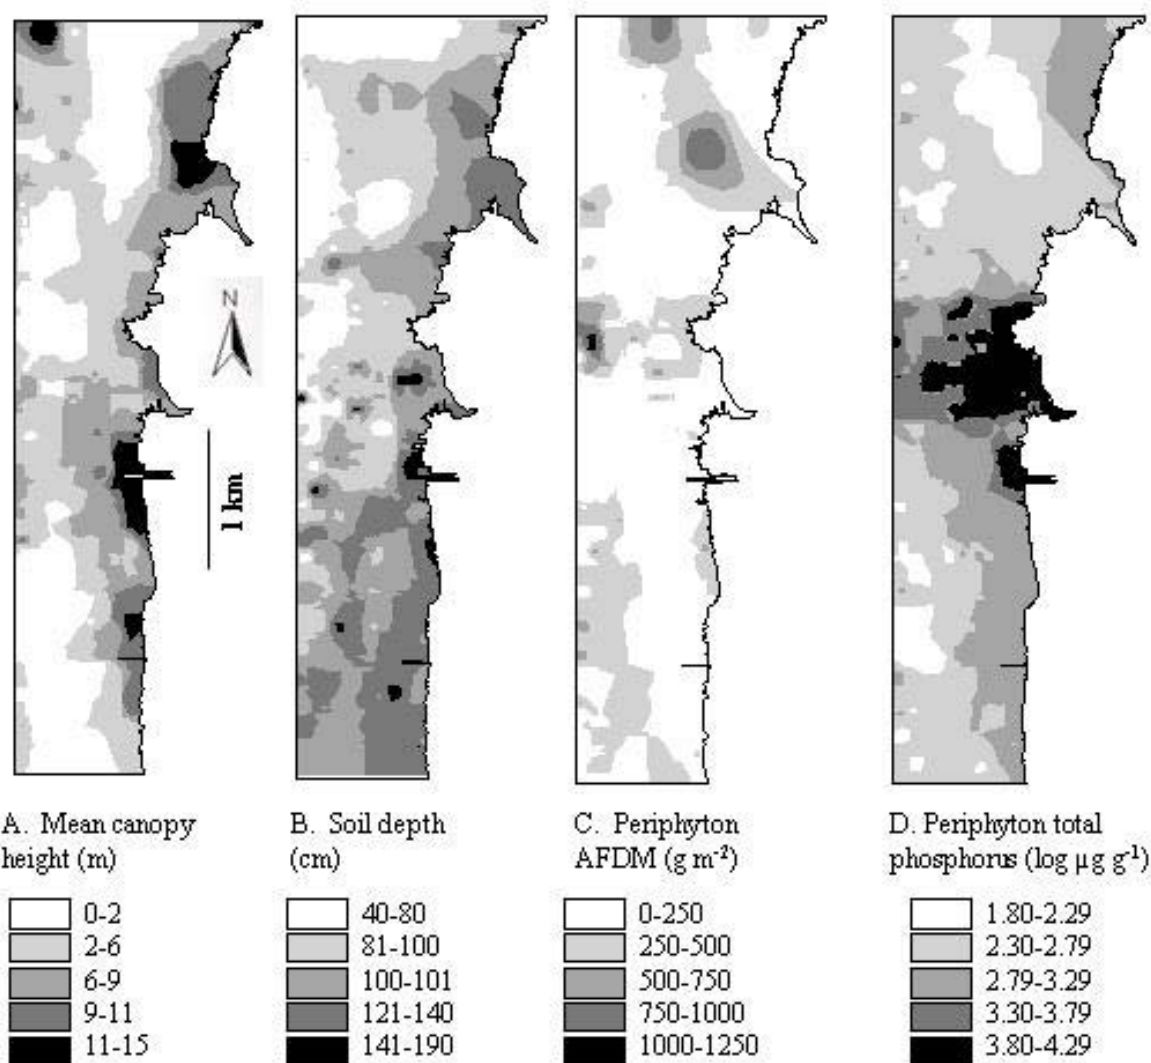 N
1 km
A. Mean canopy
height (m)
0-2
2-6
6-9
9-11
11-15
B. Soil depth
(cm)
40-80
81-100
100-101
121-140
141-190
C. Periphyton
AFDM (g m⁻²)
0-250
250-500
500-750
750-1000
1000-1250
D. Periphyton total
phosphorus (log µg g⁻¹)
1.80-2.29
2.30-2.79
2.79-3.29
3.30-3.79
3.80-4.29